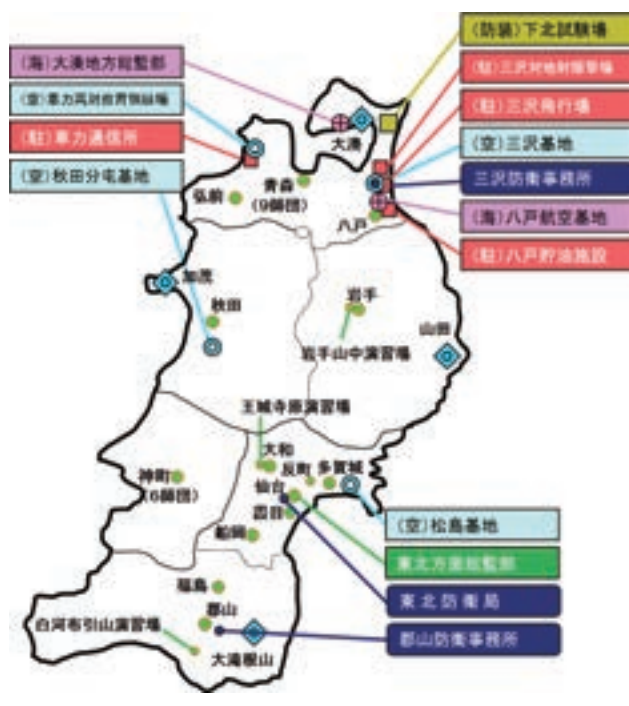 (防装)下北試験場
(海)大湊地方総監部
(駐)三沢対地射爆撃場
(駐)三沢飛行場
(駐)車力通信所
(空)三沢基地
(空)秋田分屯基地
三沢防衛事務所
(海)八戸航空基地
(駐)八戸貯油施設
大湊
青森
(9師団)
弘前
八戸
加茂
秋田
岩手
山田
岩手山中演習場
王城寺原演習場
大和
反町
多賀城
神町
(6師団)
仙台
霞目
船岡
(空)松島基地
東北方面総監部
東北防衛局
郡山防衛事務所
福島
郡山
白河布引山演習場
大滝根山